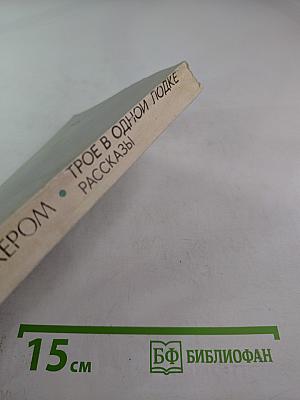 ТРОЕ В ОДНОЙ ЛОДКЕ
РАССКАЗЫ
15 см
БФ БИБЛИОФАН